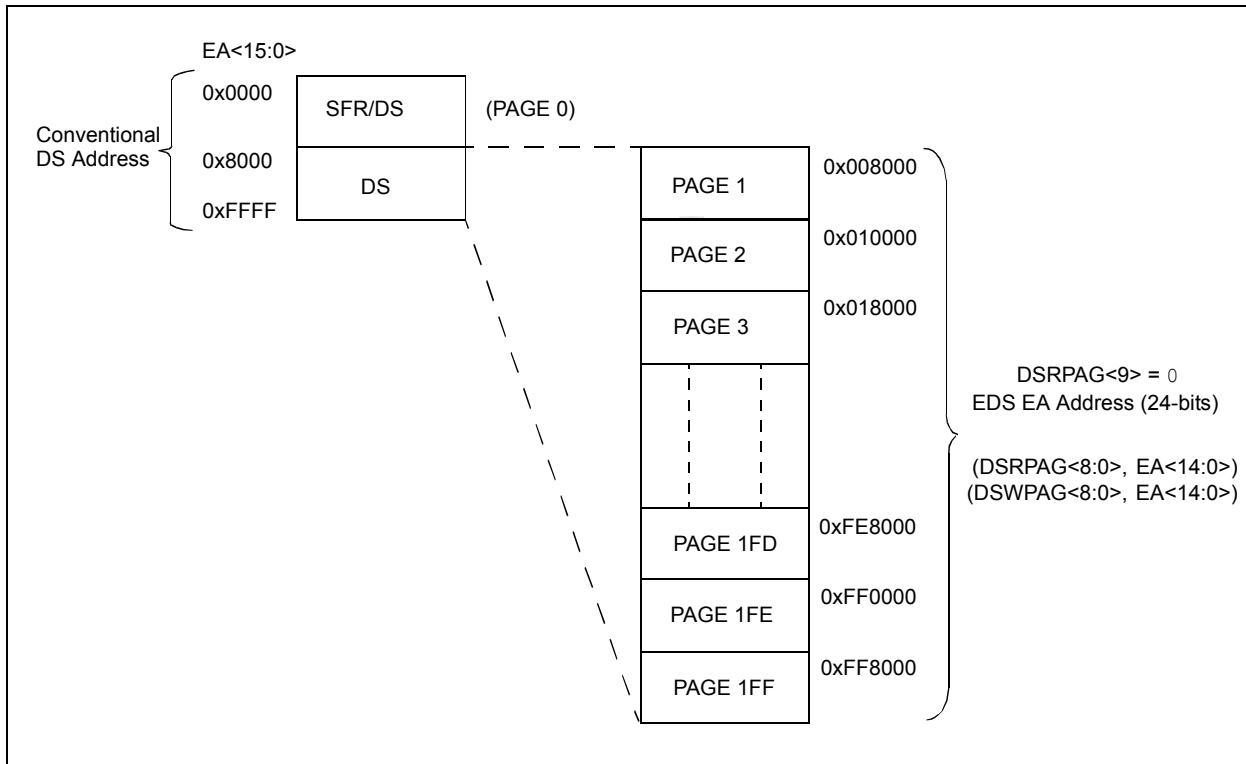 EA<15:0>
0x0000
SFR/DS
(PAGE 0)
Conventional
DS Address
0x8000
DS
0xFFFF
PAGE 1
0x008000
PAGE 2
0x010000
PAGE 3
0x018000
DSRPAG<9> = 0
EDS EA Address (24-bits)
(DSRPAG<8:0>, EA<14:0>)
(DSWPAG<8:0>, EA<14:0>)
PAGE 1FD
0xFE8000
PAGE 1FE
0xFF0000
PAGE 1FF
0xFF8000